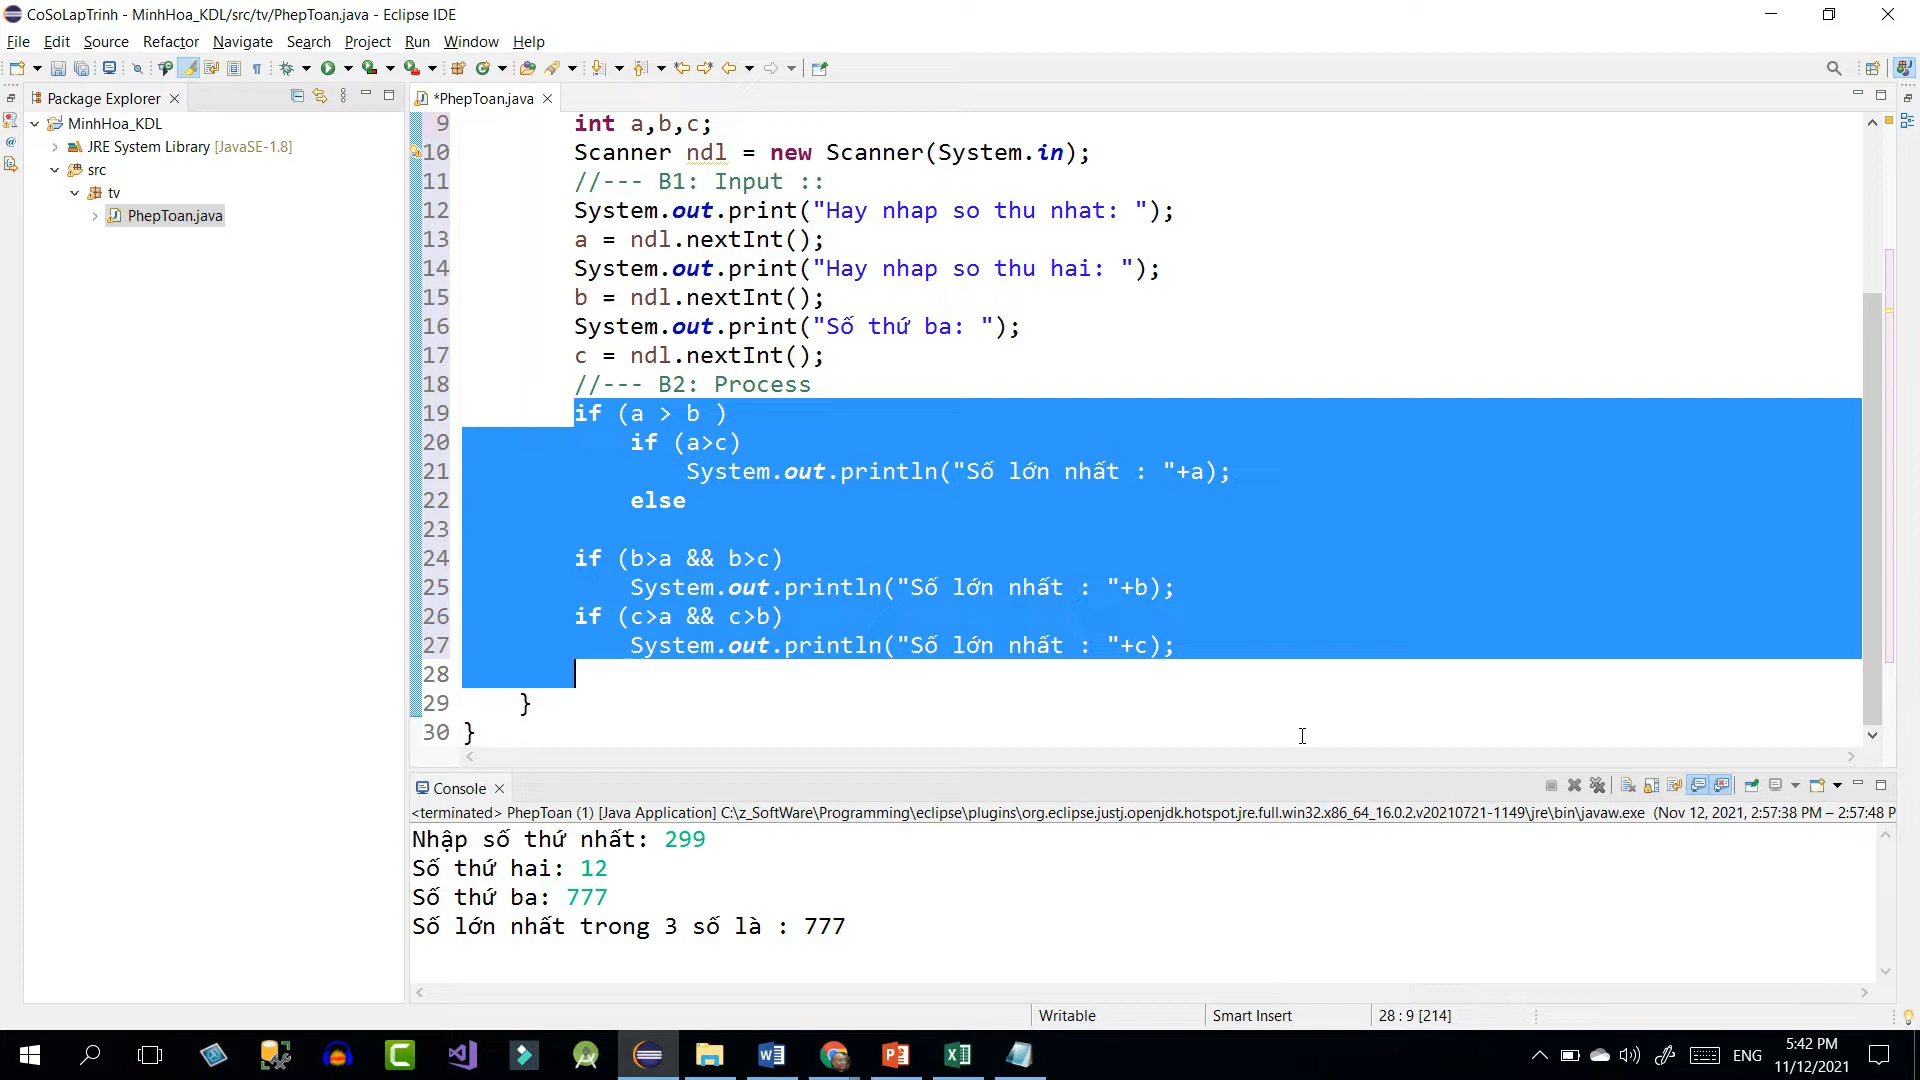 CoSoLapTrinh - MinhHoa_KDL/src/tv/PhepToan.java - Eclipse IDE
File Edit Source Refactor Navigate Search Project Run Window Help
Package Explorer
MinhHoa_KDL
JRE System Library [JavaSE-1.8]
src
tv
PhepToan.java
*PhepToan.java
9 int a,b,c;
10 Scanner ndl = new Scanner(System.in);
11 //--- B1: Input ::
12 System.out.print("Hay nhap so thu nhat: ");
13 a = ndl.nextInt();
14 System.out.print("Hay nhap so thu hai: ");
15 b = ndl.nextInt();
16 System.out.print("Số thứ ba: ");
17 c = ndl.nextInt();
18 //--- B2: Process
19 if (a > b )
20 if (a>c)
21 System.out.println("Số lớn nhất : "+a);
22 else
23
24 if (b>a && b>c)
25 System.out.println("Số lớn nhất : "+b);
26 if (c>a && c>b)
27 System.out.println("Số lớn nhất : "+c);
28
29 }
30 }
Console
<terminated> PhepToan (1) [Java Application] C:\z_SoftWare\Programming\eclipse\plugins\org.eclipse.justj.openjdk.hotspot.jre.full.win32.x86_64_16.0.2.v20210721-1149\jre\bin\javaw.exe (Nov 12, 2021, 2:57:38 PM – 2:57:48 P
Nhập số thứ nhất: 299
Số thứ hai: 12
Số thứ ba: 777
Số lớn nhất trong 3 số là : 777
Writable Smart Insert 28 : 9 [214]
ENG
5:42 PM
11/12/2021